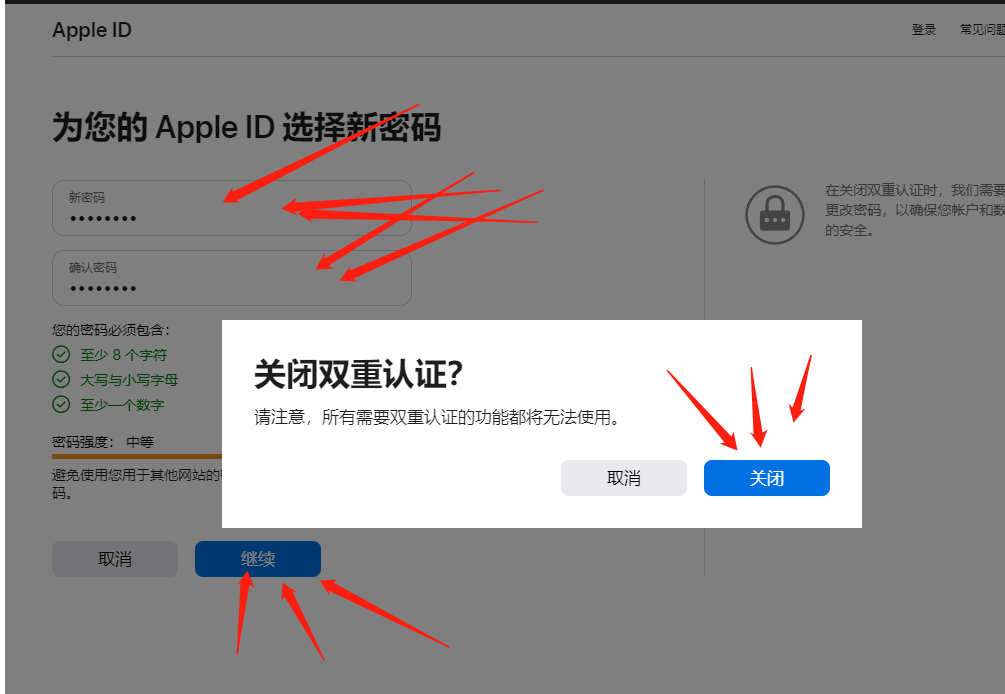 Apple ID
登录 常见问题
为您的 Apple ID 选择新密码
新密码
••••••••
确认密码
••••••••
在关闭双重认证时，我们需要
更改密码，以确保您帐户和数
的安全。
您的密码必须包含：
至少 8 个字符
大写与小写字母
至少一个数字
密码强度： 中等
避免使用您用于其他网站的
码。
关闭双重认证？
请注意，所有需要双重认证的功能都将无法使用。
取消 关闭
取消 继续